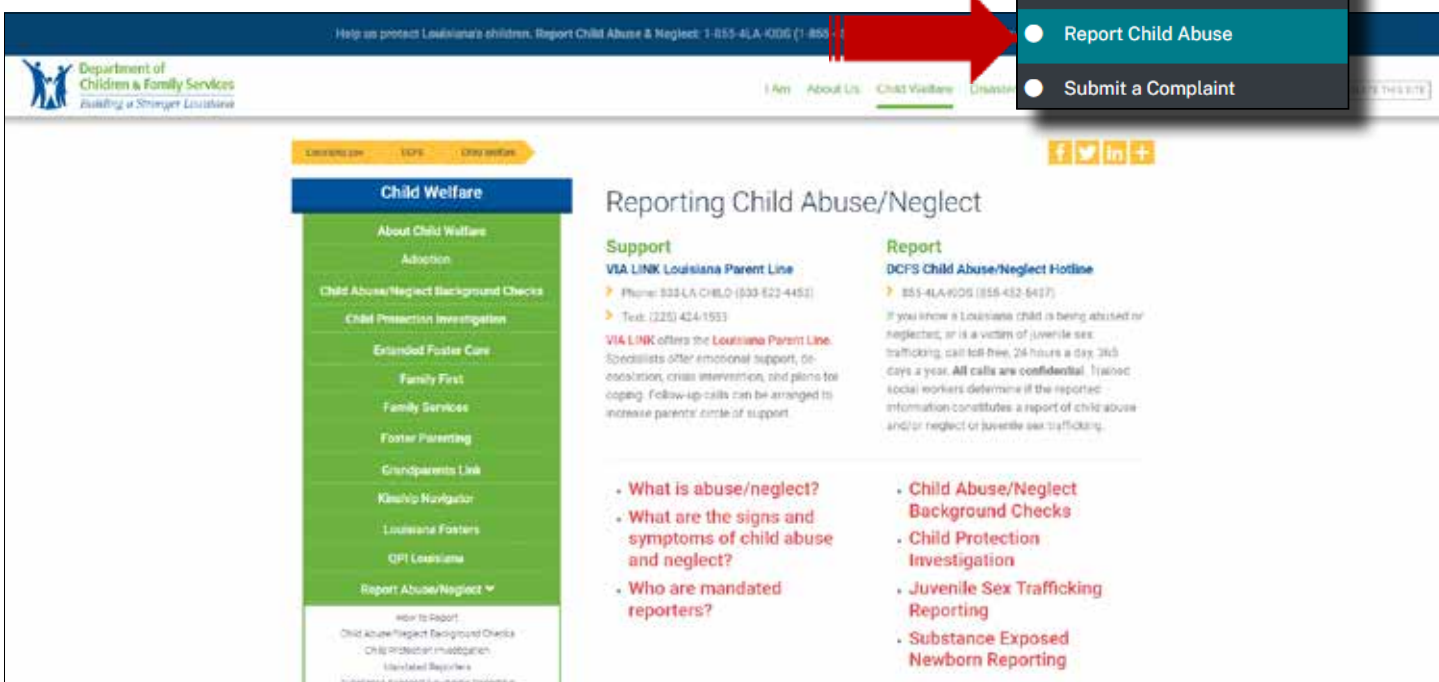 Help us protect Louisiana's children. Report Child Abuse & Neglect: 1-855-4LA-KIDS (1-855 -
Report Child Abuse
Submit a Complaint
Department of
Children & Family Services
Building a Stronger Louisiana
I Am About Us Child Welfare Disaster
THIS SITE
Louisiana.gov DCFS Child Welfare
Child Welfare
About Child Welfare
Adoption
Child Abuse/Neglect Background Checks
Child Protection Investigation
Extended Foster Care
Family First
Family Services
Foster Parenting
Grandparents Link
Kinship Navigator
Louisiana Fosters
QPI Louisiana
Report Abuse/Neglect
How to Report
Child Abuse/Neglect Background Checks
Child Protection Investigation
Mandated Reporters
Reporting Child Abuse/Neglect
Support
VIA LINK Louisiana Parent Line
Phone: 833-LA-CHILD (833-522-4453)
Text: (225) 424-1533
VIA LINK offers the Louisiana Parent Line.
Specialists offer emotional support, de-
escalation, crisis intervention, and plans for
coping. Follow-up calls can be arranged to
increase parents' circle of support.
Report
DCFS Child Abuse/Neglect Hotline
855-4LA-KIDS (855-452-5437)
If you know a Louisiana child is being abused or
neglected, or is a victim of juvenile sex
trafficking, call toll-free, 24 hours a day, 365
days a year. All calls are confidential. Trained
social workers determine if the reported
information constitutes a report of child abuse
and/or neglect or juvenile sex trafficking.
What is abuse/neglect?
What are the signs and
symptoms of child abuse
and neglect?
Who are mandated
reporters?
Child Abuse/Neglect
Background Checks
Child Protection
Investigation
Juvenile Sex Trafficking
Reporting
Substance Exposed
Newborn Reporting